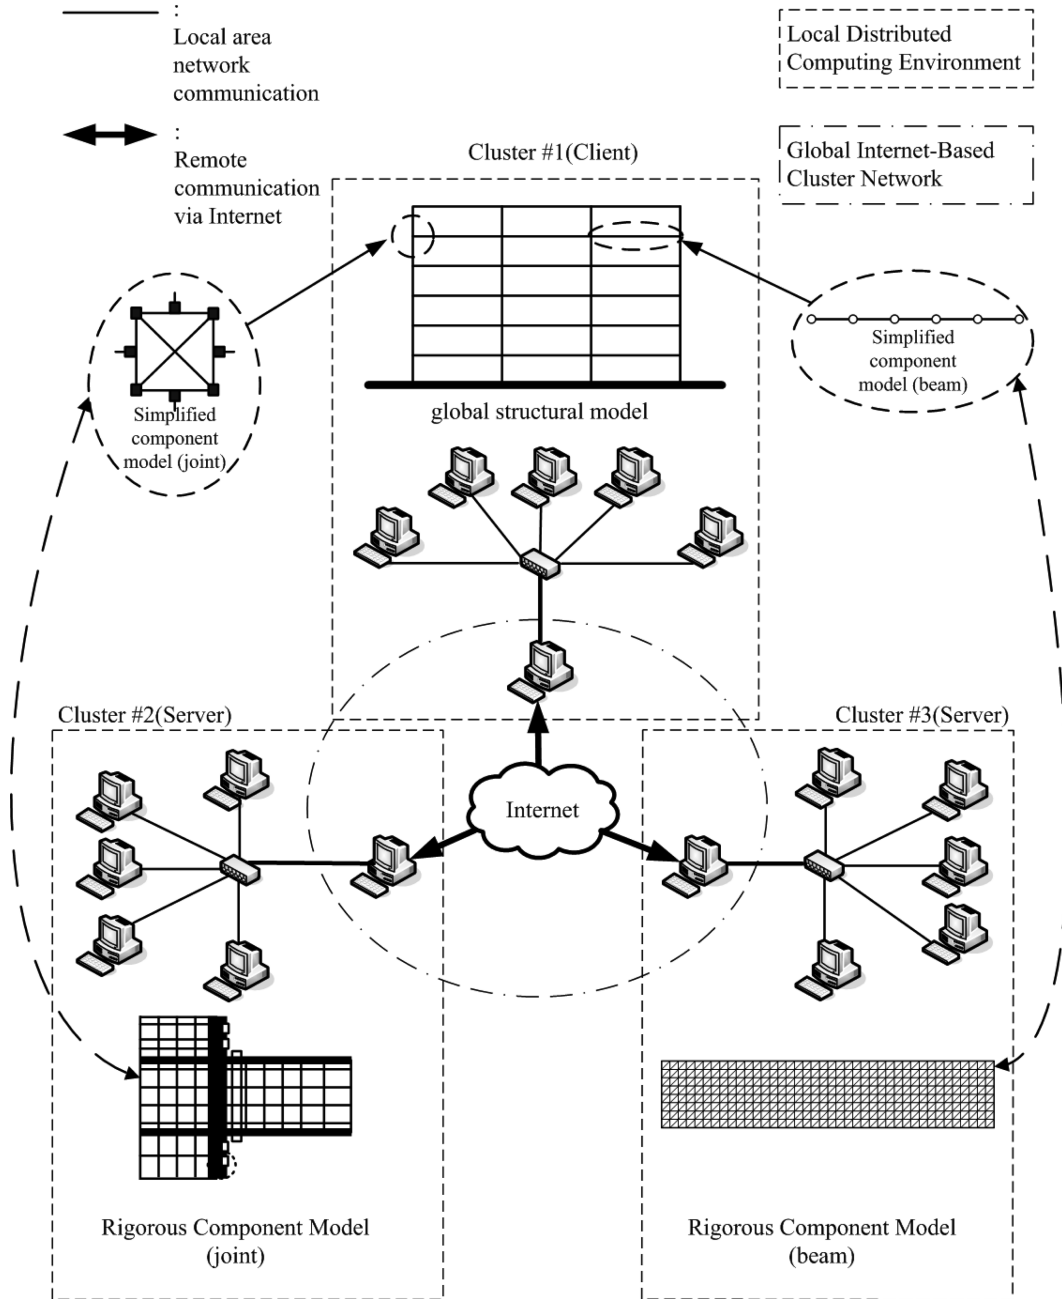 :
Local area
network
communication
:
Remote
communication
via Internet
Local Distributed
Computing Environment
Global Internet-Based
Cluster Network
Cluster #1(Client)
Simplified
component
model (joint)
global structural model
Simplified
component
model (beam)
Cluster #2(Server)
Cluster #3(Server)
Internet
Rigorous Component Model
(joint)
Rigorous Component Model
(beam)